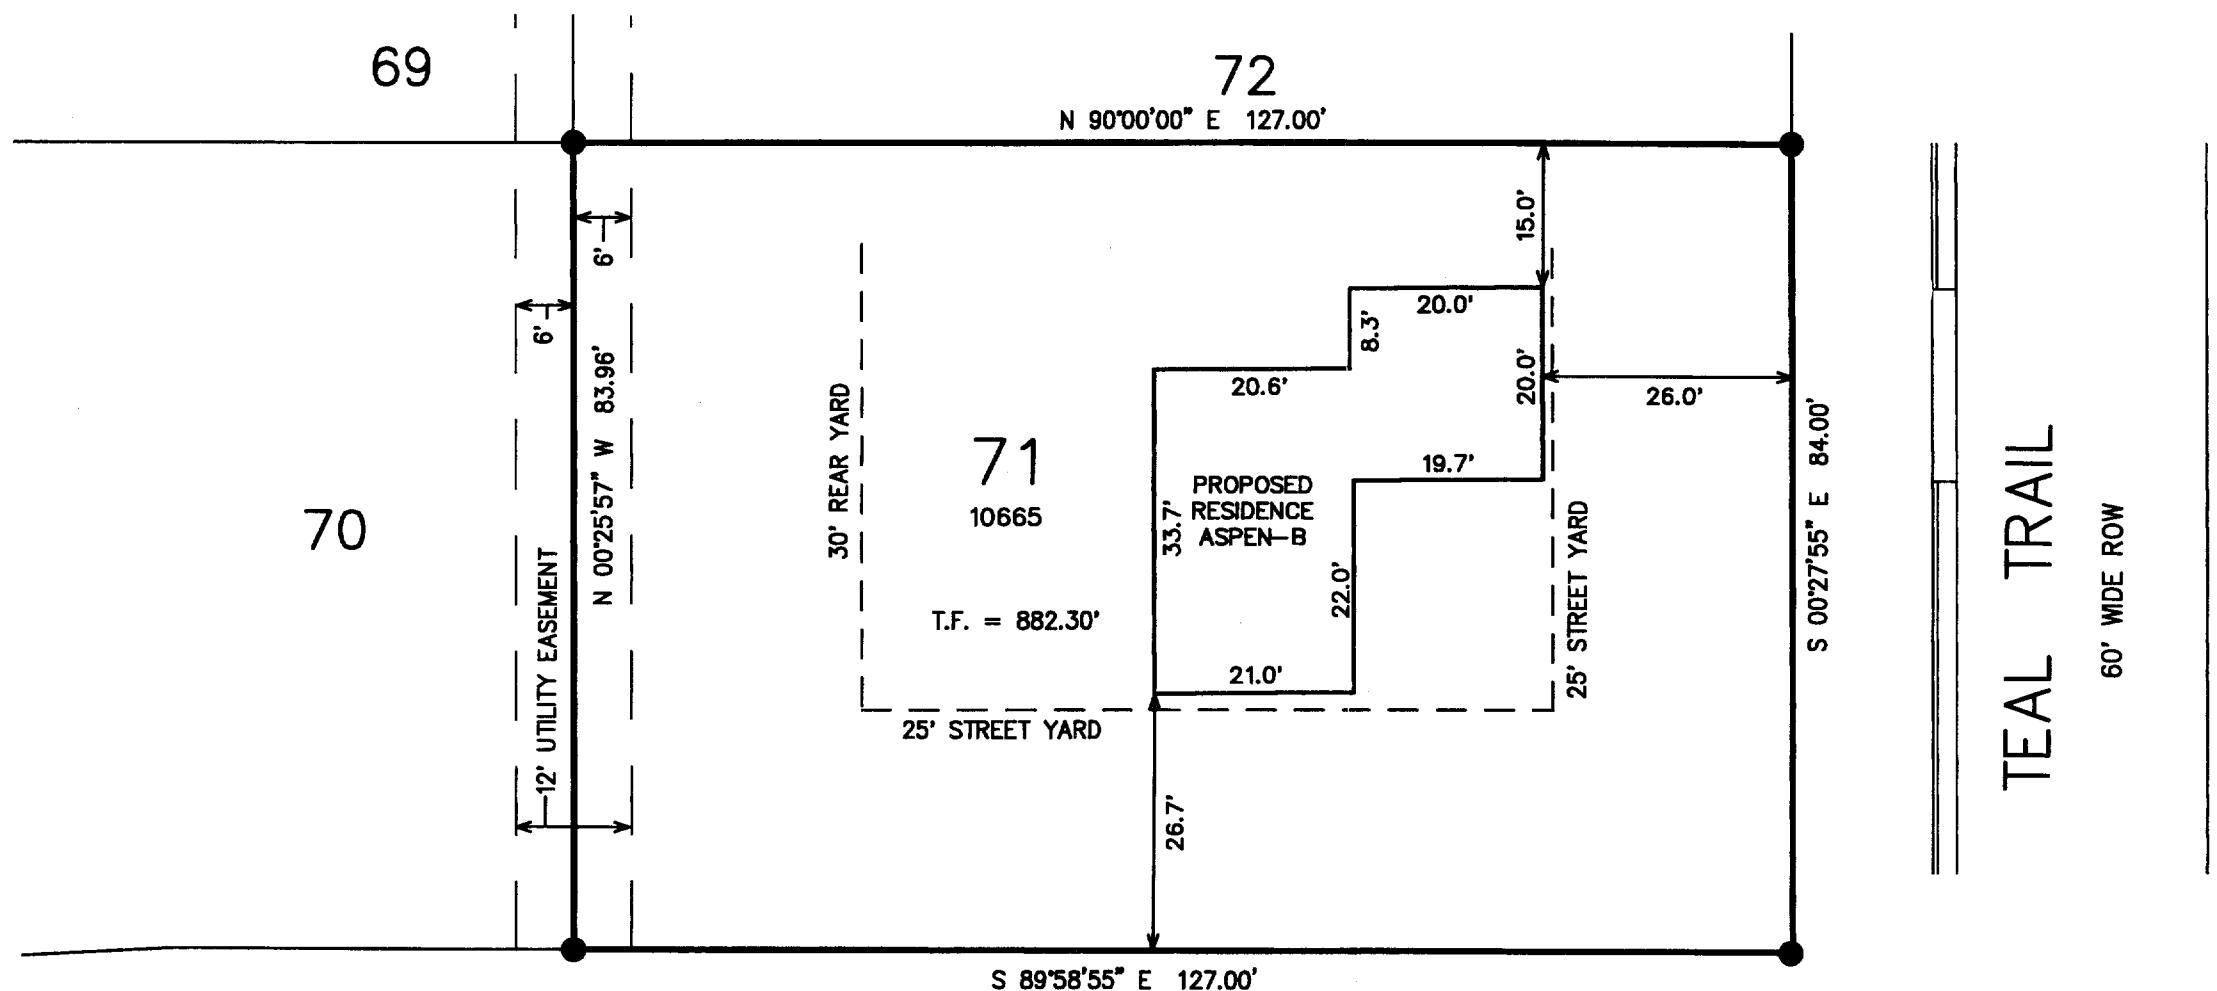 69
72
N 90°00'00" E 127.00'
6'
6'
15.0'
20.0'
8.3'
20.6'
20.0'
26.0'
N 00°25'57" W 83.96'
30' REAR YARD
71
10665
19.7'
PROPOSED
RESIDENCE
ASPEN-B
33.7'
22.0'
S 00°27'55" E 84.00'
TEAL TRAIL
60' WIDE ROW
70
12' UTILITY EASEMENT
T.F. = 882.30'
21.0'
25' STREET YARD
25' STREET YARD
26.7'
S 89°58'55" E 127.00'